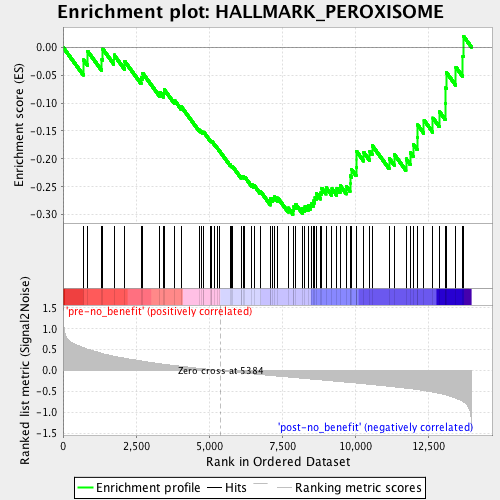 Enrichment plot: HALLMARK_PEROXISOME
Enrichment score (ES)
0.00
-0.05
-0.10
-0.15
-0.20
-0.25
-0.30
Ranked list metric (Signal2Noise)
1.5
1.0
0.5
0.0
-0.5
-1.0
-1.5
'pre-no_benefit' (positively correlated)
Zero cross at 5384
'post-no_benefit' (negatively correlated)
0
2,500
5,000
7,500
10,000
12,500
Rank in Ordered Dataset
Enrichment profile
Hits
Ranking metric scores